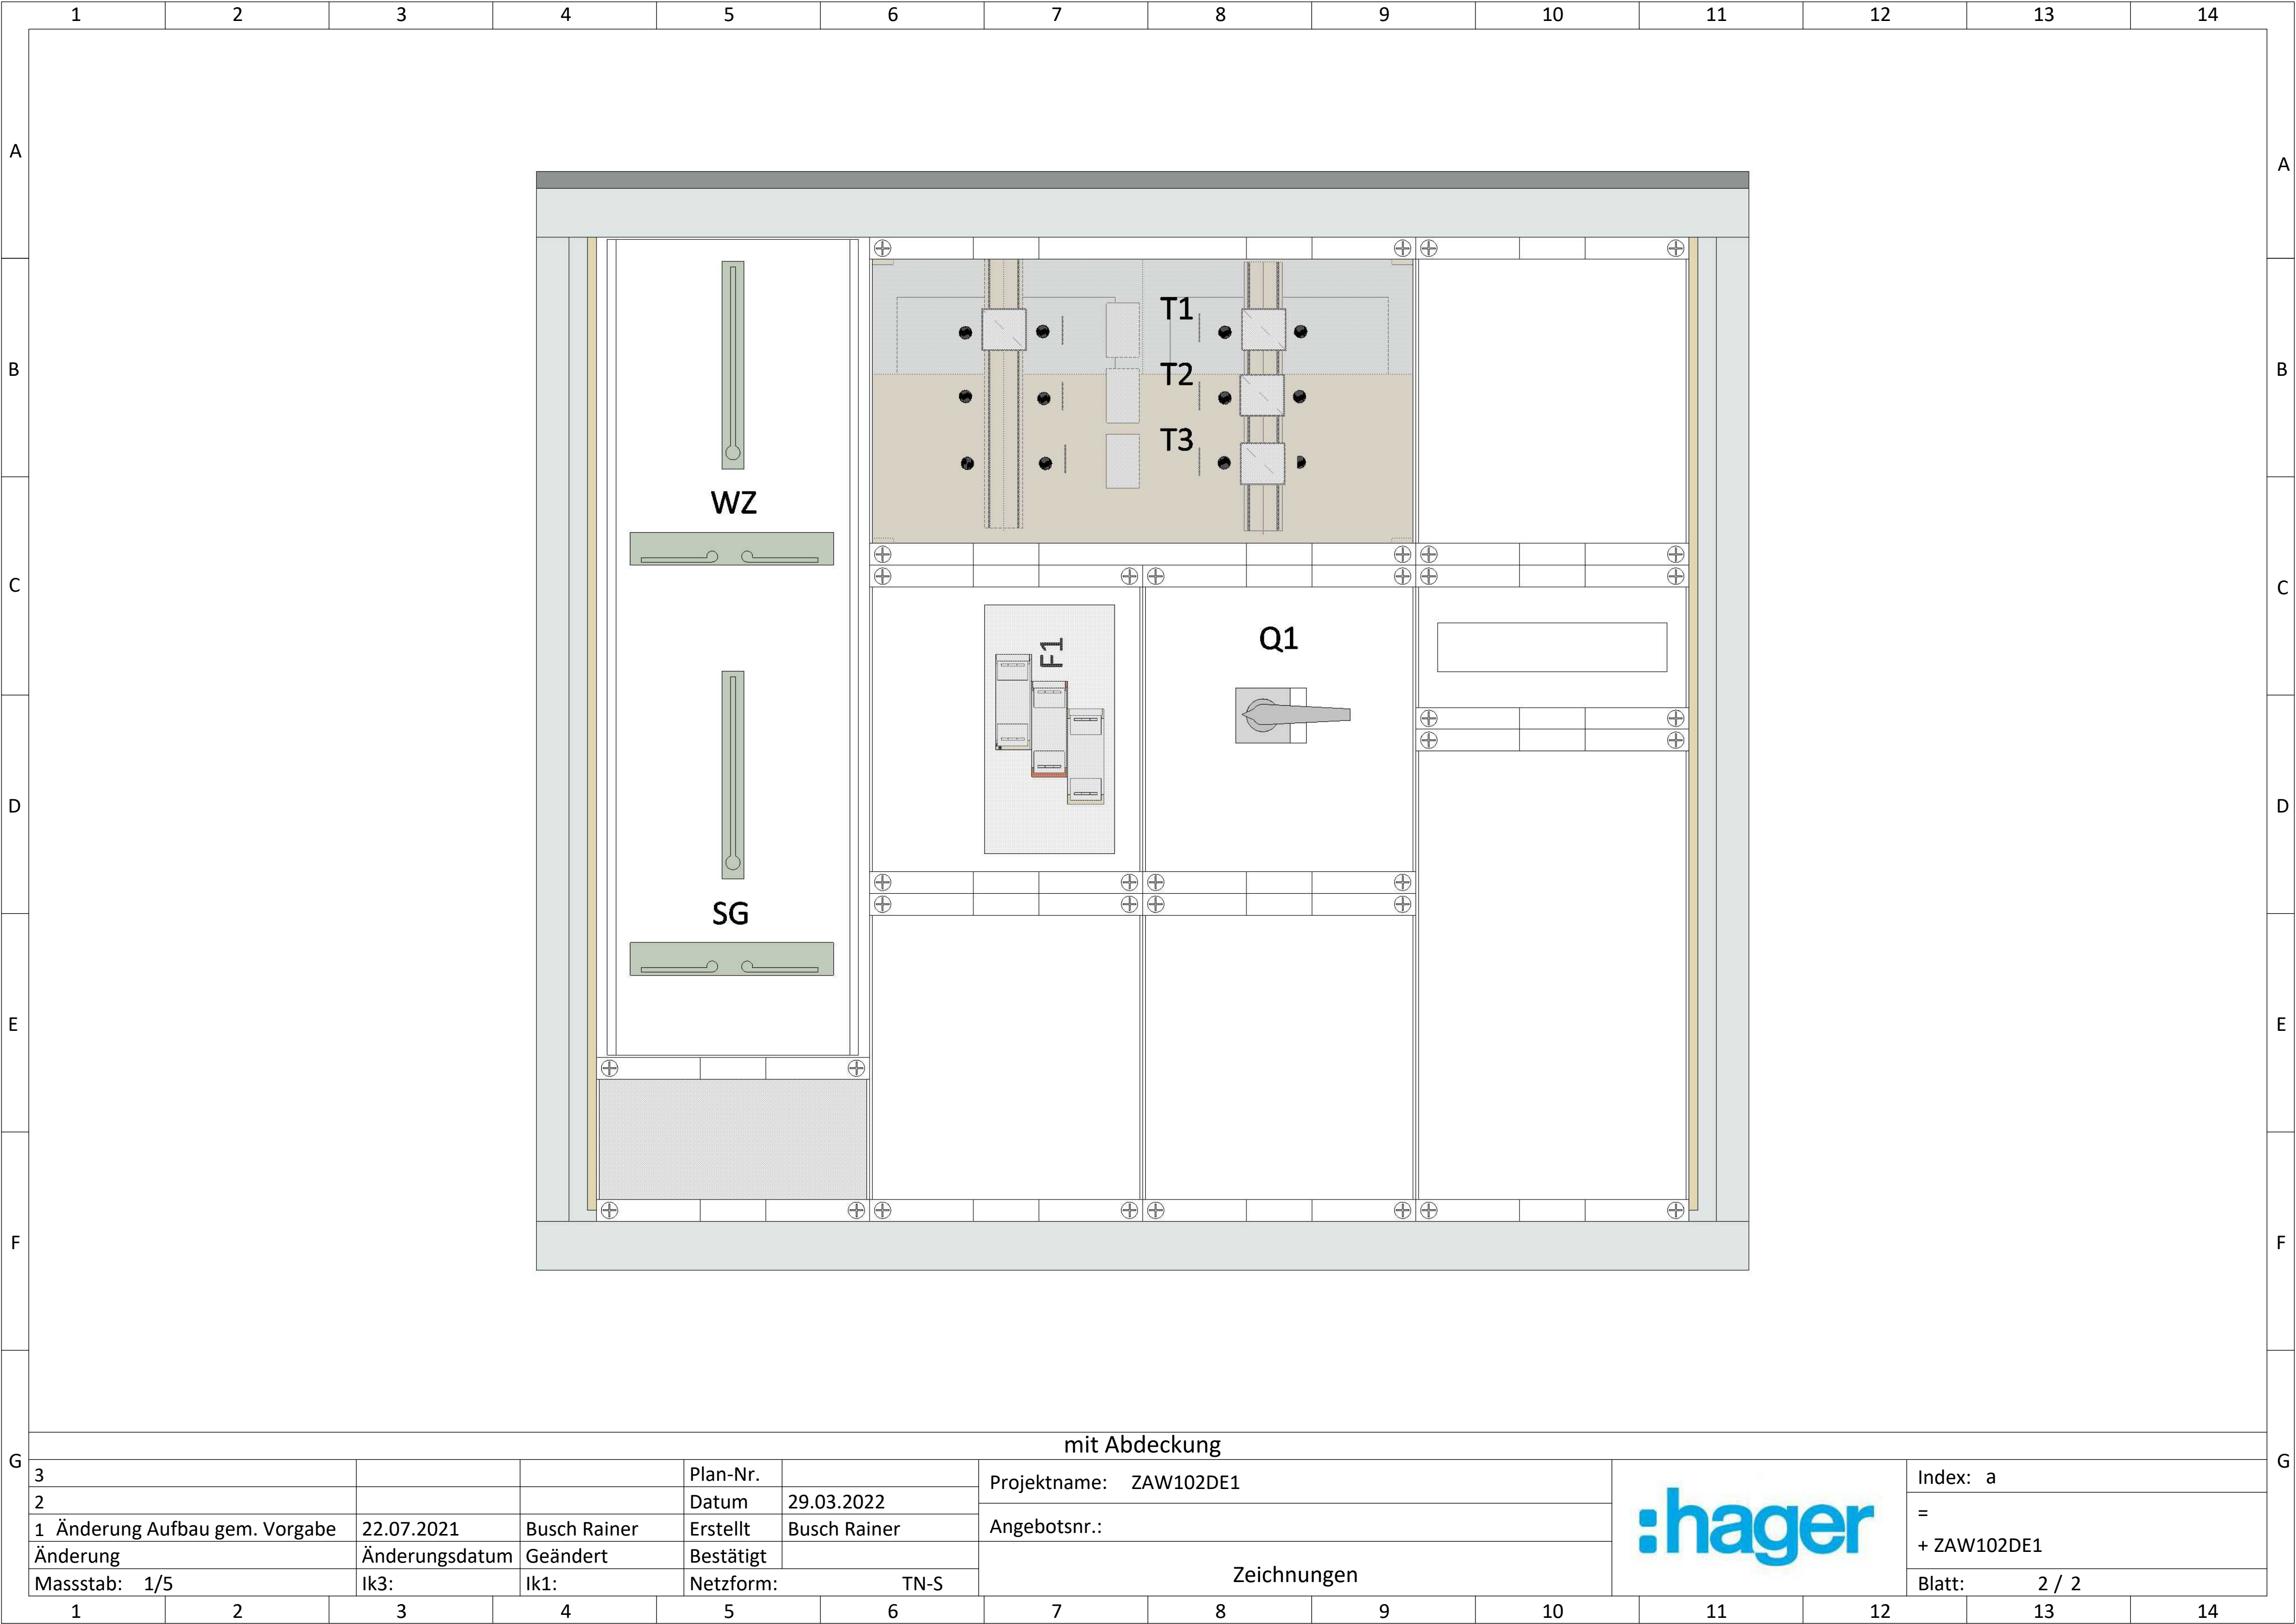 1 2 3 4 5 6 7 8 9 10 11 12 13 14
A A
B B
C C
D D
E E
F F
G G
T1
T2
T3
WZ
F1
Q1
SG
mit Abdeckung
3 Plan-Nr.
2 Datum 29.03.2022
1 Änderung Aufbau gem. Vorgabe 22.07.2021 Busch Rainer Erstellt Busch Rainer
Änderung Änderungsdatum Geändert Bestätigt
Massstab: 1/5 Ik3: Ik1: Netzform: TN-S
Projektname: ZAW102DE1
Angebotsnr.:
Zeichnungen
:hager
Index: a
=
+ ZAW102DE1
Blatt: 2 / 2
1 2 3 4 5 6 7 8 9 10 11 12 13 14